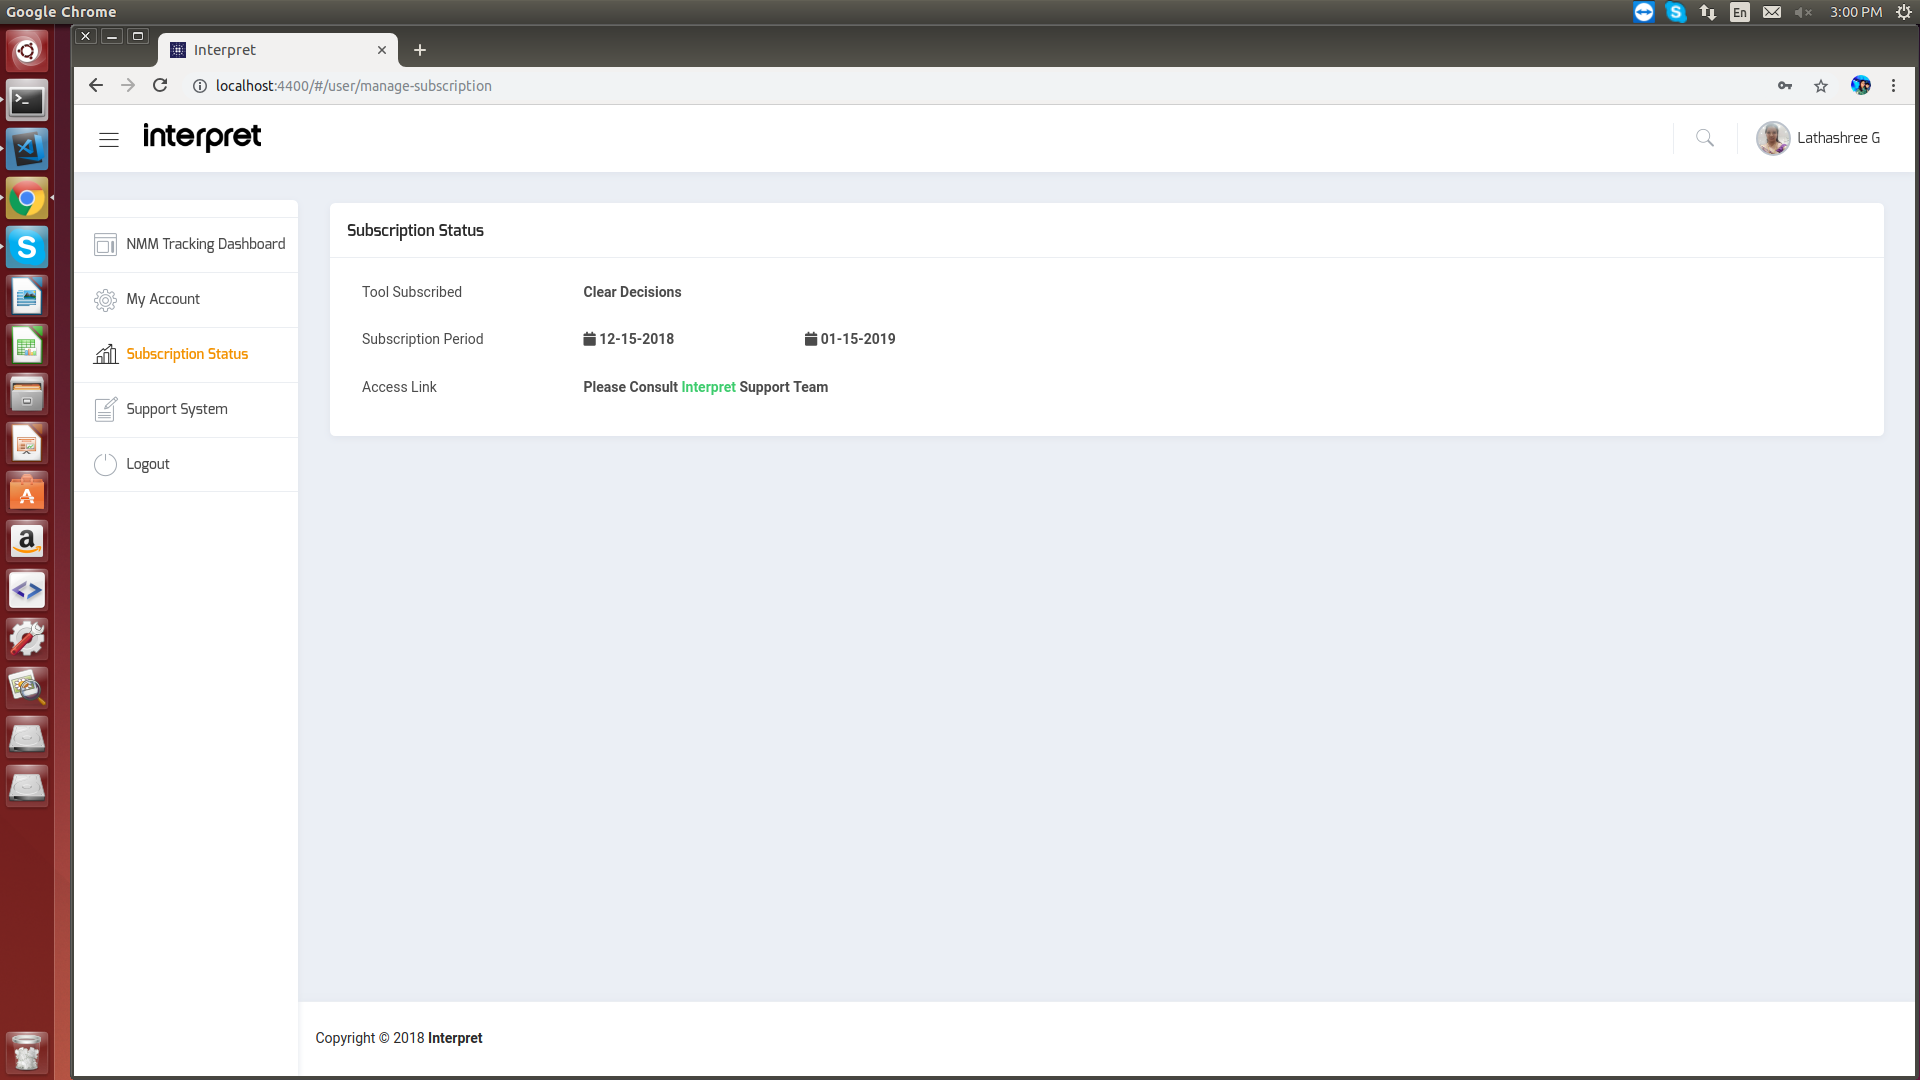 Google Chrome
En
3:00 PM
Interpret
localhost:4400/#/user/manage-subscription
interpret
Lathashree G
NMM Tracking Dashboard
My Account
Subscription Status
Support System
Logout
Subscription Status
Tool Subscribed Clear Decisions
Subscription Period 12-15-2018 01-15-2019
Access Link Please Consult Interpret Support Team
Copyright © 2018 Interpret